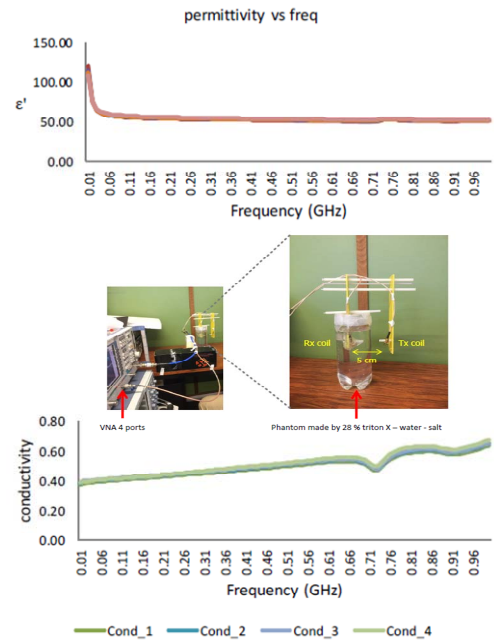 permittivity vs freq
150.00
100.00
ε'
50.00
0.00
0.01 0.06 0.11 0.16 0.21 0.26 0.31 0.36 0.41 0.46 0.51 0.56 0.61 0.66 0.71 0.76 0.81 0.86 0.91 0.96
Frequency (GHz)
Rx coil
Tx coil
5 cm
VNA 4 ports
Phantom made by 28 % triton X – water - salt
0.80
0.60
conductivity
0.40
0.20
0.00
0.01 0.06 0.11 0.16 0.21 0.26 0.31 0.36 0.41 0.46 0.51 0.56 0.61 0.66 0.71 0.76 0.81 0.86 0.91 0.96
Frequency (GHz)
Cond_1 Cond_2 Cond_3 Cond_4